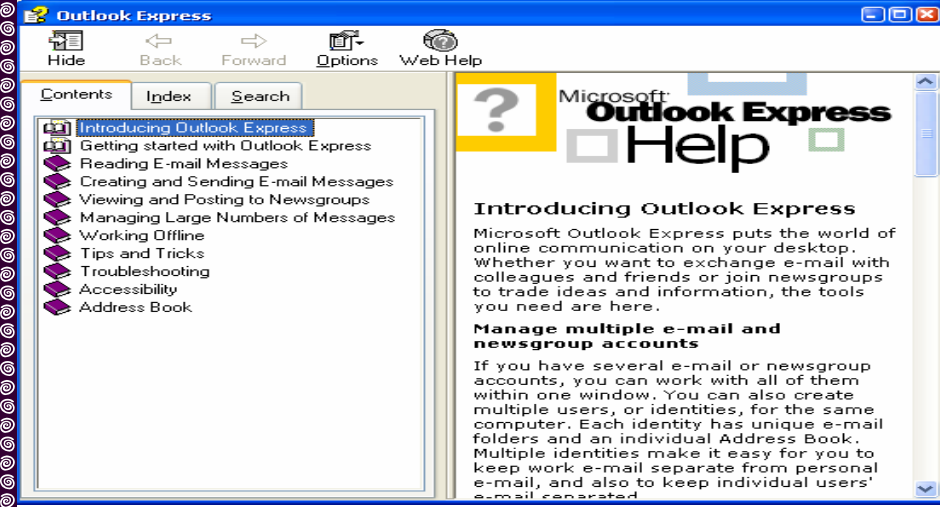 Outlook Express
Hide Back Forward Options Web Help
Contents Index Search
Introducing Outlook Express
Getting started with Outlook Express
Reading E-mail Messages
Creating and Sending E-mail Messages
Viewing and Posting to Newsgroups
Managing Large Numbers of Messages
Working Offline
Tips and Tricks
Troubleshooting
Accessibility
Address Book
Microsoft
Outlook Express
Help
Introducing Outlook Express
Microsoft Outlook Express puts the world of
online communication on your desktop.
Whether you want to exchange e-mail with
colleagues and friends or join newsgroups
to trade ideas and information, the tools
you need are here.
Manage multiple e-mail and
newsgroup accounts
If you have several e-mail or newsgroup
accounts, you can work with all of them
within one window. You can also create
multiple users, or identities, for the same
computer. Each identity has unique e-mail
folders and an individual Address Book.
Multiple identities make it easy for you to
keep work e-mail separate from personal
e-mail, and also to keep individual users'
e-mail separated